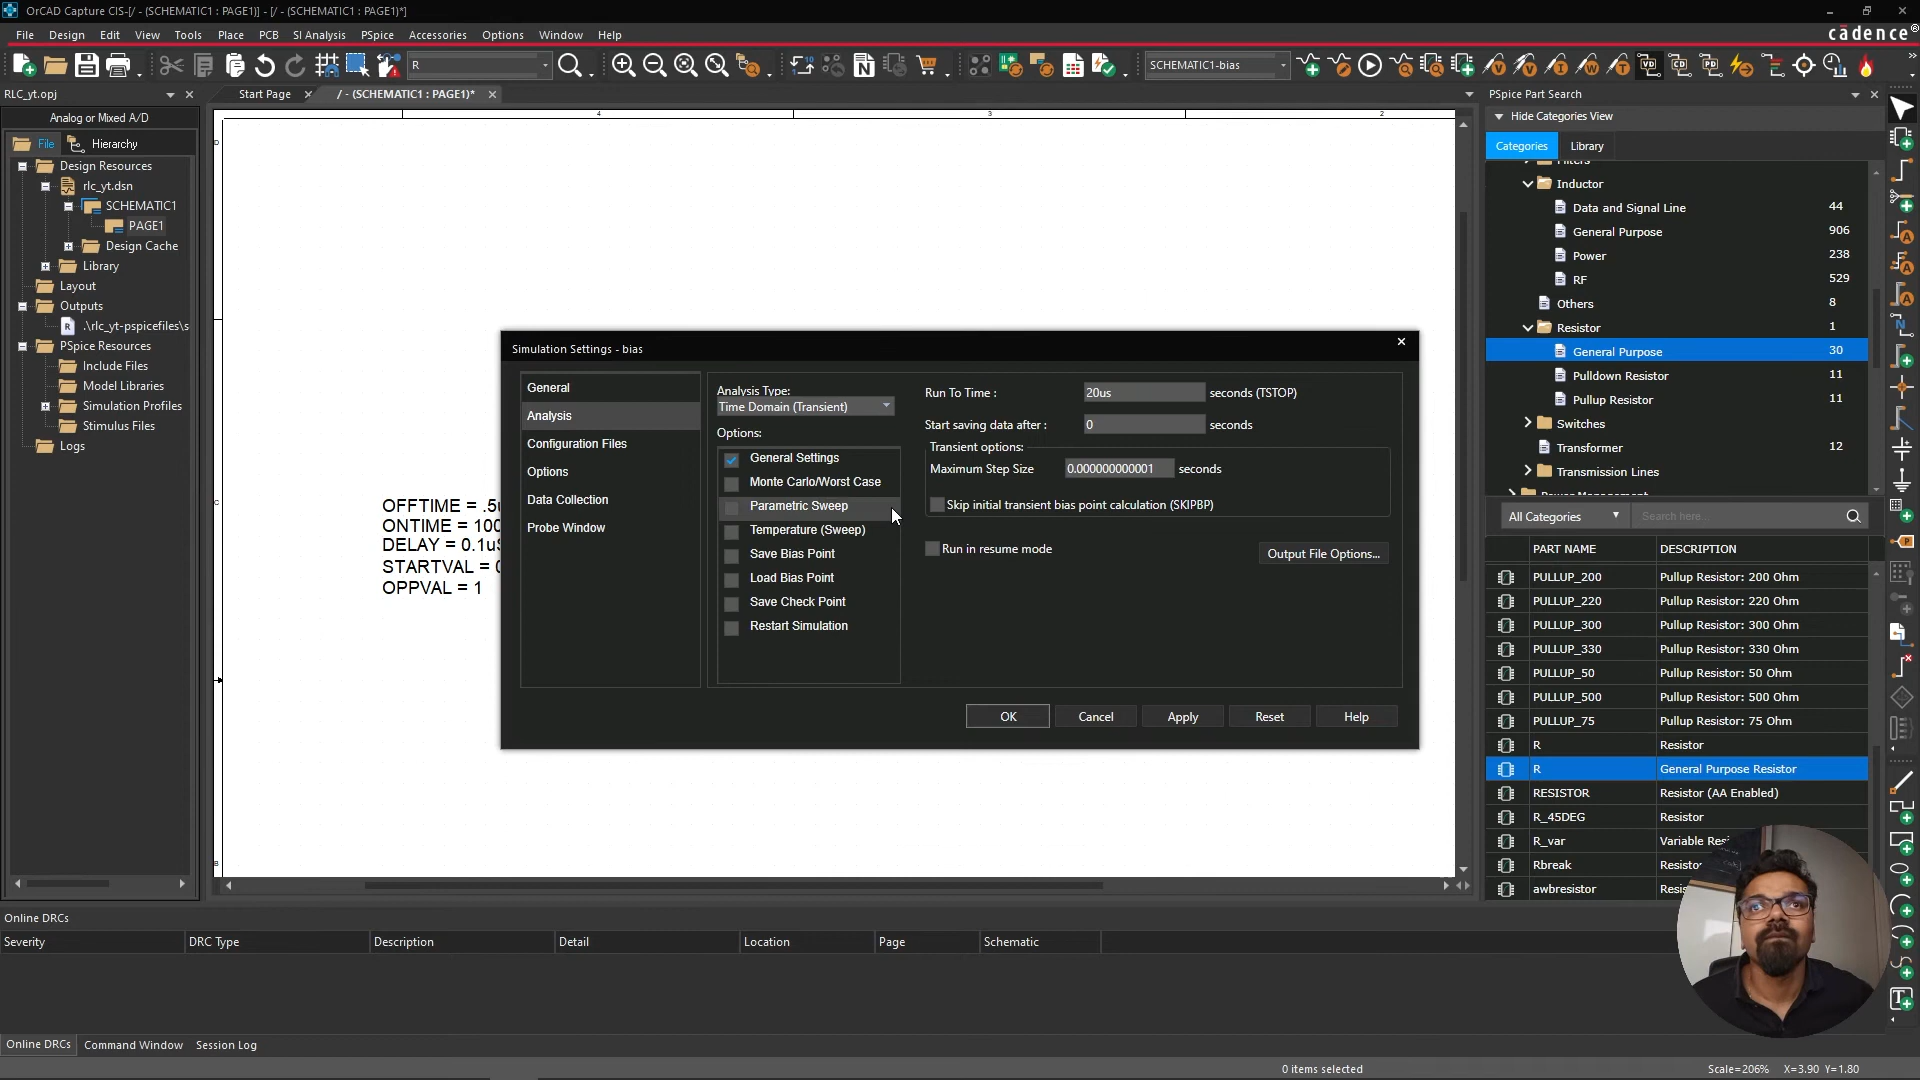 OrCAD Capture CIS-[/ - (SCHEMATIC1 : PAGE1)] - [/ - (SCHEMATIC1 : PAGE1)*]
File Design Edit View Tools Place PCB SI Analysis PSpice Accessories Options Window Help
cadence®
R
SCHEMATIC1-bias
RLC_yt.opj
Start Page
/ - (SCHEMATIC1 : PAGE1)*
PSpice Part Search
Analog or Mixed A/D
File Hierarchy
Design Resources
rlc_yt.dsn
SCHEMATIC1
PAGE1
Design Cache
Library
Layout
Outputs
.\rlc_yt-pspicefiles\s
PSpice Resources
Include Files
Model Libraries
Simulation Profiles
Stimulus Files
Logs
4
3
2
OFFTIME = .5u
ONTIME = 100
DELAY = 0.1uS
STARTVAL = 0
OPPVAL = 1
Simulation Settings - bias
General
Analysis
Configuration Files
Options
Data Collection
Probe Window
Analysis Type:
Time Domain (Transient)
Options:
General Settings
Monte Carlo/Worst Case
Parametric Sweep
Temperature (Sweep)
Save Bias Point
Load Bias Point
Save Check Point
Restart Simulation
Run To Time : 20us seconds (TSTOP)
Start saving data after : 0 seconds
Transient options:
Maximum Step Size 0.000000000001 seconds
Skip initial transient bias point calculation (SKIPBP)
Run in resume mode
Output File Options...
OK Cancel Apply Reset Help
Hide Categories View
Categories Library
Filters
Inductor
Data and Signal Line 44
General Purpose 906
Power 238
RF 529
Others 8
Resistor 1
General Purpose 30
Pulldown Resistor 11
Pullup Resistor 11
Switches
Transformer 12
Transmission Lines
All Categories Search here...
PART NAME DESCRIPTION
PULLUP_200 Pullup Resistor: 200 Ohm
PULLUP_220 Pullup Resistor: 220 Ohm
PULLUP_300 Pullup Resistor: 300 Ohm
PULLUP_330 Pullup Resistor: 330 Ohm
PULLUP_50 Pullup Resistor: 50 Ohm
PULLUP_500 Pullup Resistor: 500 Ohm
PULLUP_75 Pullup Resistor: 75 Ohm
R Resistor
R General Purpose Resistor
RESISTOR Resistor (AA Enabled)
R_45DEG Resistor
R_var Variable Resi
Rbreak Resistor
awbresistor Resis
Online DRCs
Severity DRC Type Description Detail Location Page Schematic
Online DRCs Command Window Session Log
0 items selected Scale=206% X=3.90 Y=1.80